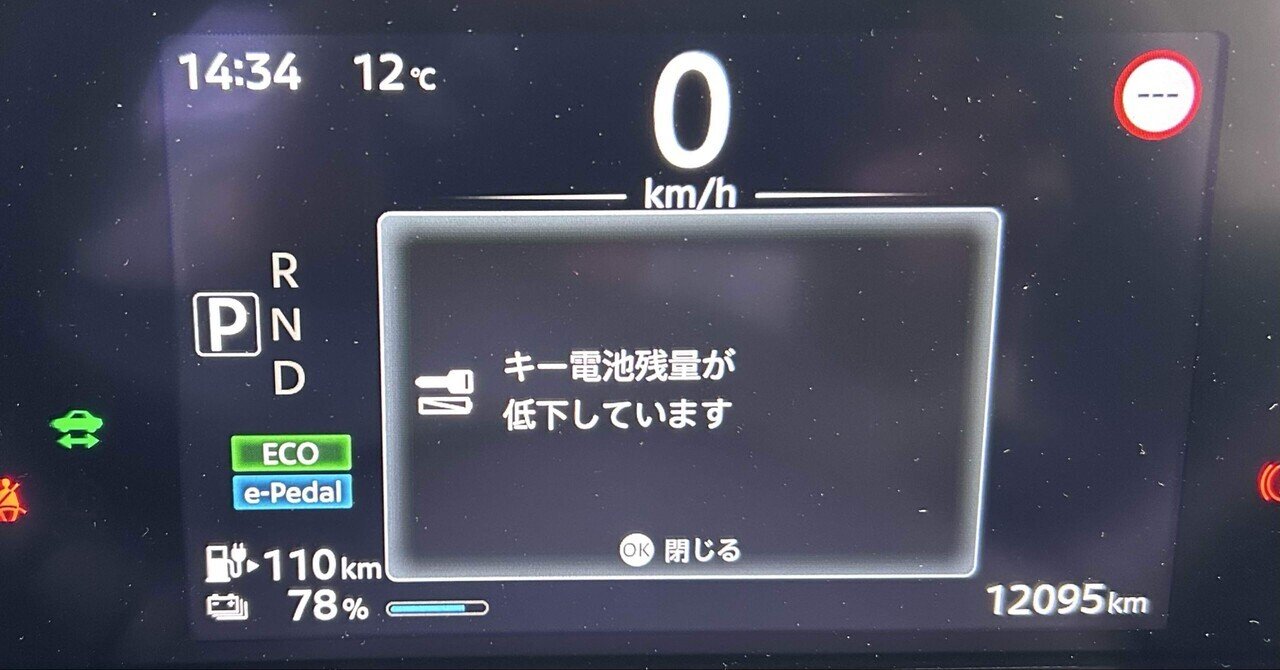 14:34 12℃
0
km/h
---
R
P N
D
キー電池残量が
低下しています
ECO
e-Pedal
OK 閉じる
110km
78%
12095km